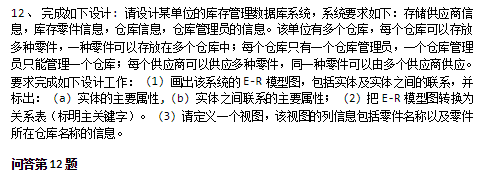 12、 完成如下设计: 请设计某单位的库存管理数据库系统，系统要求如下：存储供应商信
息，库存零件信息，仓库信息，仓库管理员的信息。该单位有多个仓库，每个仓库可以存放
多种零件，一种零件可以存放在多个仓库中；每个仓库只有一个仓库管理员，一个仓库管理
员只能管理一个仓库；每个供应商可以供应多种零件，同一种零件可以由多个供应商供应。
要求完成如下设计工作：（1）画出该系统的 E-R 模型图，包括实体及实体之间的联系，并
标出：（a）实体的主要属性，（b）实体之间联系的主要属性；（2）把 E-R 模型图转换为
关系表（标明主关键字）。（3）请定义一个视图，该视图的列信息包括零件名称以及零件
所在仓库名称的信息。
问答第 12 题